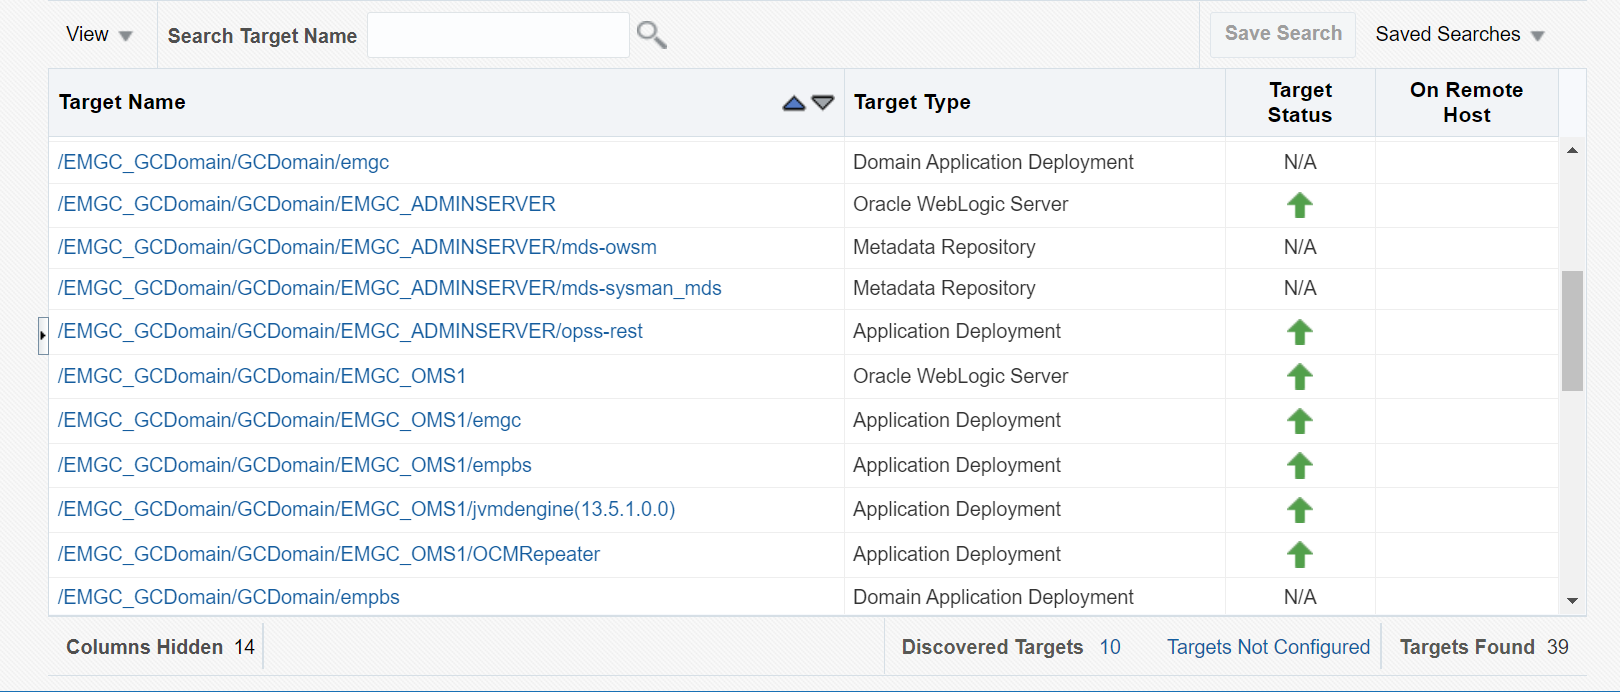 View Search Target Name Save Search Saved Searches
Target Name Target Type Target Status On Remote Host
/EMGC_GCDomain/GCDomain/emgc Domain Application Deployment N/A
/EMGC_GCDomain/GCDomain/EMGC_ADMINSERVER Oracle WebLogic Server
/EMGC_GCDomain/GCDomain/EMGC_ADMINSERVER/mds-owsm Metadata Repository N/A
/EMGC_GCDomain/GCDomain/EMGC_ADMINSERVER/mds-sysman_mds Metadata Repository N/A
/EMGC_GCDomain/GCDomain/EMGC_ADMINSERVER/opss-rest Application Deployment
/EMGC_GCDomain/GCDomain/EMGC_OMS1 Oracle WebLogic Server
/EMGC_GCDomain/GCDomain/EMGC_OMS1/emgc Application Deployment
/EMGC_GCDomain/GCDomain/EMGC_OMS1/empbs Application Deployment
/EMGC_GCDomain/GCDomain/EMGC_OMS1/jvmdengine(13.5.1.0.0) Application Deployment
/EMGC_GCDomain/GCDomain/EMGC_OMS1/OCMRepeater Application Deployment
/EMGC_GCDomain/GCDomain/empbs Domain Application Deployment N/A
Columns Hidden 14 Discovered Targets 10 Targets Not Configured Targets Found 39